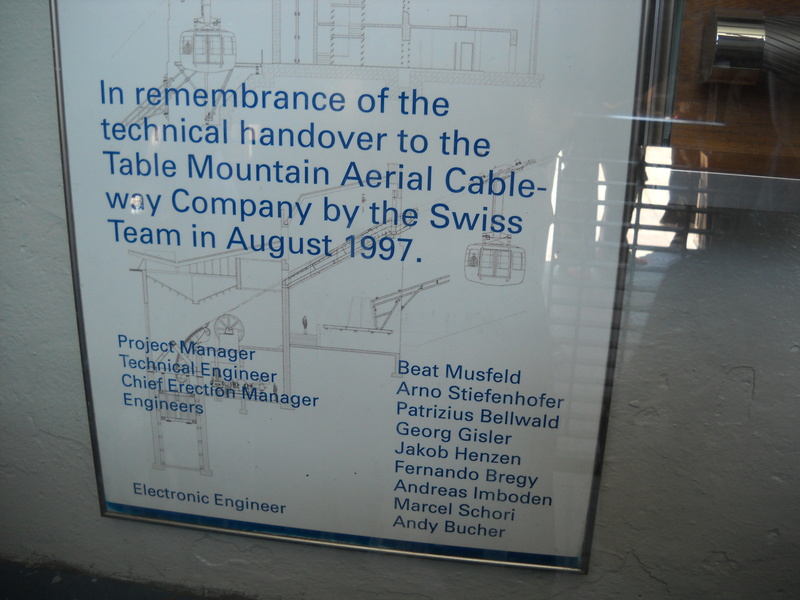 In remembrance of the
technical handover to the
Table Mountain Aerial Cable-
way Company by the Swiss
Team in August 1997.
Project Manager
Technical Engineer
Chief Erection Manager
Engineers
Electronic Engineer
Beat Musfeld
Arno Stiefenhofer
Patrizius Bellwald
Georg Gisler
Jakob Henzen
Fernando Bregy
Andreas Imboden
Marcel Schori
Andy Bucher